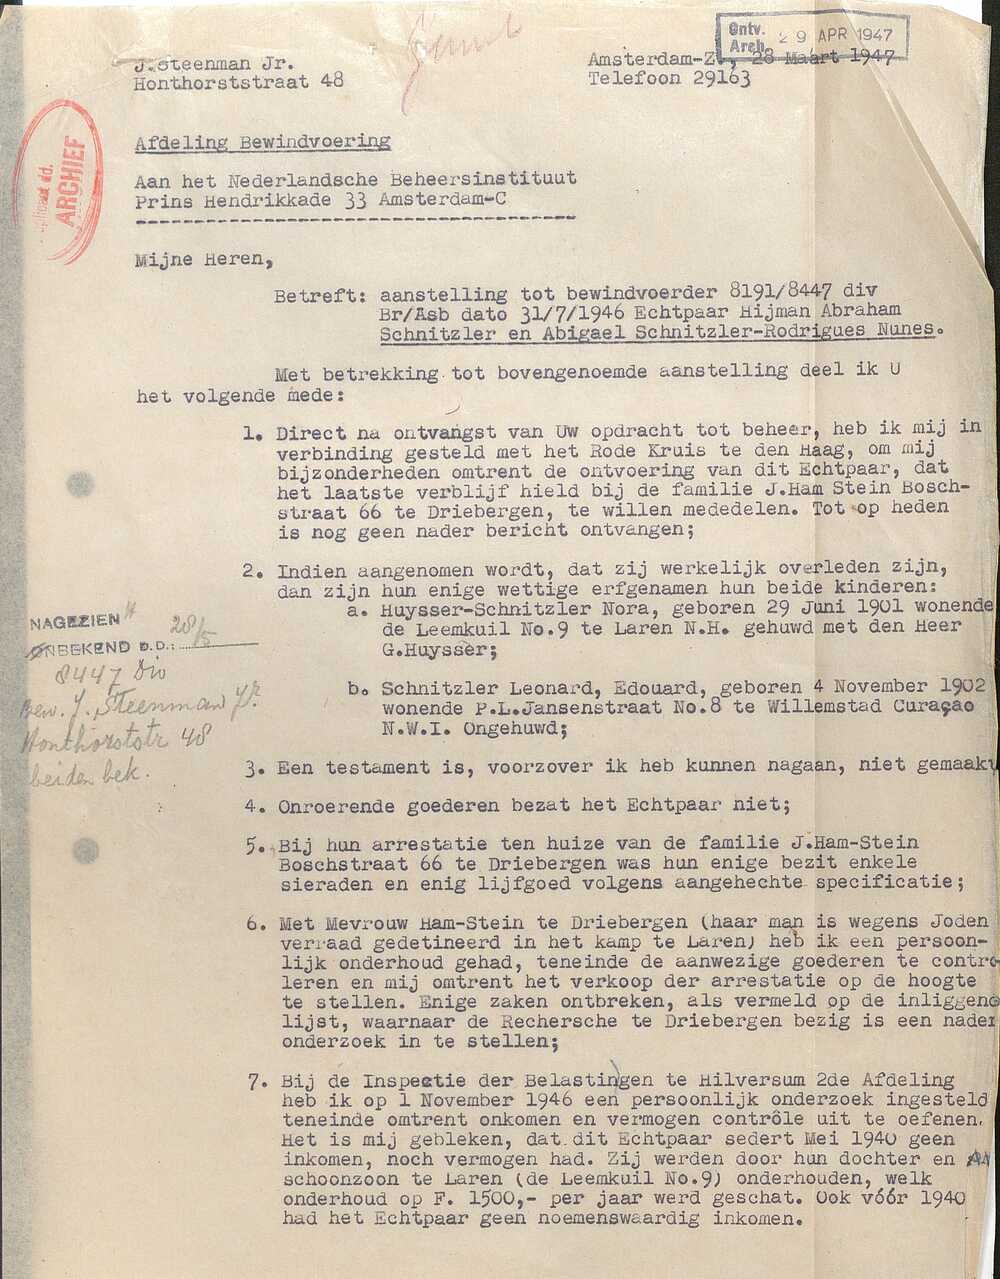 Ontv. 29 APR 1947
Arch.
J.Steenman Jr.
Honthorststraat 48
Amsterdam-Z., 28 Maart 1947
Telefoon 29163
ARCHIEF
Afdeling Bewindvoering
Aan het Nederlandsche Beheersinstituut
Prins Hendrikkade 33 Amsterdam-C
Mijne Heren,
Betreft: aanstelling tot bewindvoerder 8191/8447 div
Br/Asb dato 31/7/1946 Echtpaar Hijman Abraham
Schnitzler en Abigael Schnitzler-Rodrigues Nunes.
Met betrekking tot bovengenoemde aanstelling deel ik U
het volgende mede:
1. Direct na ontvangst van Uw opdracht tot beheer, heb ik mij in
verbinding gesteld met het Rode Kruis te den Haag, om mij
bijzonderheden omtrent de ontvoering van dit Echtpaar, dat
het laatste verblijf hield bij de familie J.Ham Stein Bosch-
straat 66 te Driebergen, te willen mededelen. Tot op heden
is nog geen nader bericht ontvangen;
2. Indien aangenomen wordt, dat zij werkelijk overleden zijn,
dan zijn hun enige wettige erfgenamen hun beide kinderen:
a. Huysser-Schnitzler Nora, geboren 29 Juni 1901 wonende
de Leemkuil No.9 te Laren N.H. gehuwd met den Heer
G.Huysser;
b. Schnitzler Leonard, Edouard, geboren 4 November 1902
wonende P.L.Jansenstraat No.8 te Willemstad Curaçao
N.W.I. Ongehuwd;
NAGEZIEN
ONBEKEND D.D.: 28/5
8447 Div
Bew. J. Steenman Jr.
Honthorststr 48
beiden bek.
3. Een testament is, voorzover ik heb kunnen nagaan, niet gemaakt
4. Onroerende goederen bezat het Echtpaar niet;
5. Bij hun arrestatie ten huize van de familie J.Ham-Stein
Boschstraat 66 te Driebergen was hun enige bezit enkele
sieraden en enig lijfgoed volgens aangehechte specificatie;
6. Met Mevrouw Ham-Stein te Driebergen (haar man is wegens Joden
verraad gedetineerd in het kamp te Laren) heb ik een persoon-
lijk onderhoud gehad, teneinde de aanwezige goederen te contro-
leren en mij omtrent het verkoop der arrestatie op de hoogte
te stellen. Enige zaken ontbreken, als vermeld op de inliggend
lijst, waarnaar de Rechersche te Driebergen bezig is een nader
onderzoek in te stellen;
7. Bij de Inspectie der Belastingen te Hilversum 2de Afdeling
heb ik op 1 November 1946 een persoonlijk onderzoek ingesteld
teneinde omtrent onkomen en vermogen contrôle uit te oefenen.
Het is mij gebleken, dat dit Echtpaar sedert Mei 1940 geen
inkomen, noch vermogen had. Zij werden door hun dochter en
schoonzoon te Laren (de Leemkuil No.9) onderhouden, welk
onderhoud op F. 1500,- per jaar werd geschat. Ook vóór 1940
had het Echtpaar geen noemenswaardig inkomen.